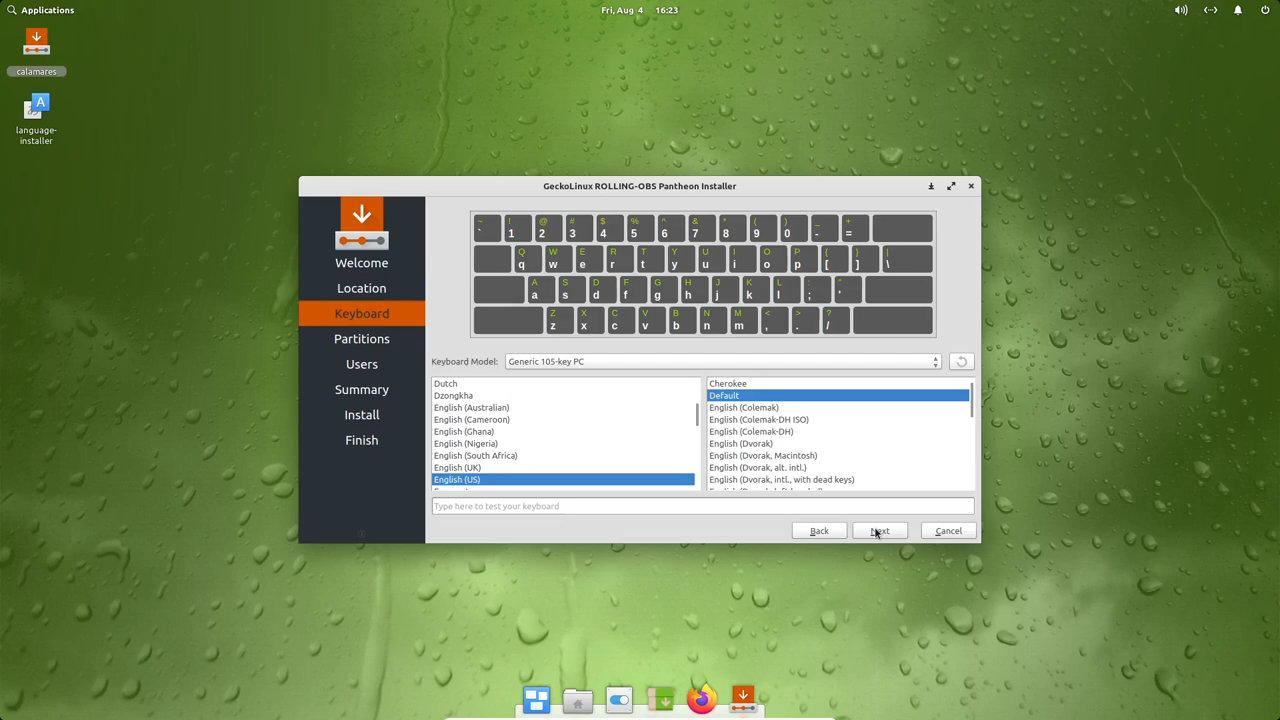 Applications
Fri, Aug 4 16:23
calamares
language-
installer
GeckoLinux ROLLING-OBS Pantheon Installer
Welcome
Location
Keyboard
Partitions
Users
Summary
Install
Finish
~ ! @ # $ % ^ & * ( ) _ +
` 1 2 3 4 5 6 7 8 9 0 - =
Q W E R T Y U I O P { } |
q w e r t y u i o p [ ] \
A S D F G H J K L : "
a s d f g h j k l ; '
Z X C V B N M < > ?
z x c v b n m , . /
Keyboard Model: Generic 105-key PC
Dutch
Dzongkha
English (Australian)
English (Cameroon)
English (Ghana)
English (Nigeria)
English (South Africa)
English (UK)
English (US)
Cherokee
Default
English (Colemak)
English (Colemak-DH ISO)
English (Colemak-DH)
English (Dvorak)
English (Dvorak, Macintosh)
English (Dvorak, alt. intl.)
English (Dvorak, intl., with dead keys)
Type here to test your keyboard
Back Next Cancel